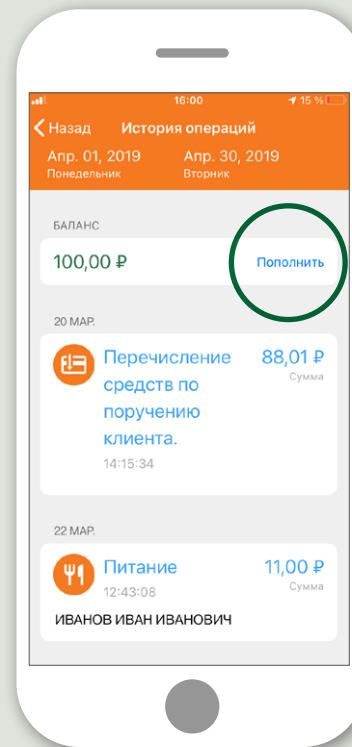 16:00
15 %
Назад История операций
Апр. 01, 2019 Апр. 30, 2019
Понедельник Вторник
БАЛАНС
100,00 ₽ Пополнить
20 МАР.
Перечисление 88,01 ₽
средств по Сумма
поручению
клиента.
14:15:34
22 МАР.
Питание 11,00 ₽
12:43:08 Сумма
ИВАНОВ ИВАН ИВАНОВИЧ